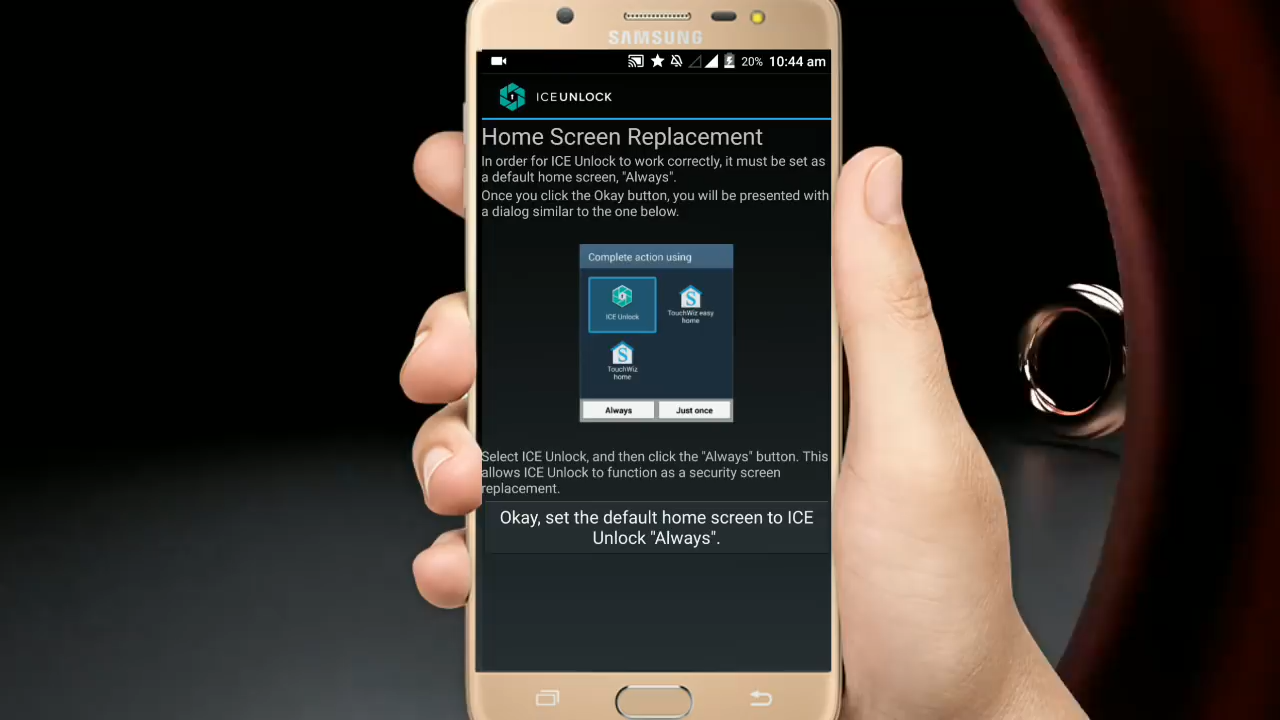 SAMSUNG
20% 10:44 am
ICEUNLOCK
Home Screen Replacement
In order for ICE Unlock to work correctly, it must be set as
a default home screen, "Always".
Once you click the Okay button, you will be presented with
a dialog similar to the one below.
Complete action using
ICE Unlock
TouchWiz easy
home
TouchWiz
home
Always Just once
Select ICE Unlock, and then click the "Always" button. This
allows ICE Unlock to function as a security screen
replacement.
Okay, set the default home screen to ICE
Unlock "Always".